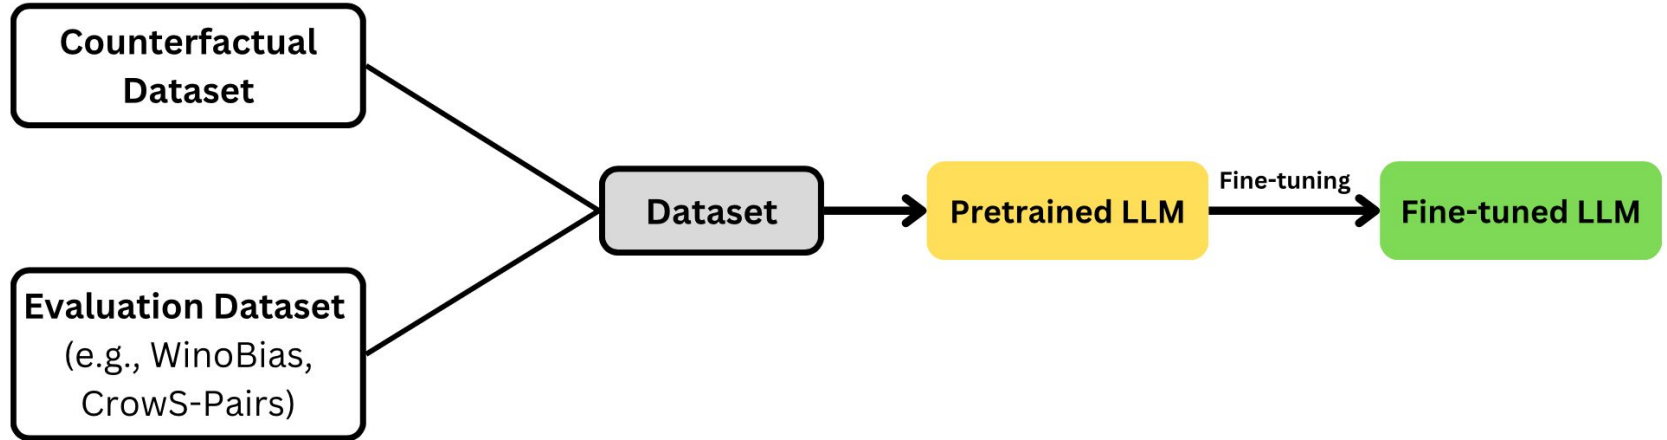 Counterfactual
Dataset
Evaluation Dataset
(e.g., WinoBias,
CrowS-Pairs)
Dataset
Pretrained LLM
Fine-tuning
Fine-tuned LLM